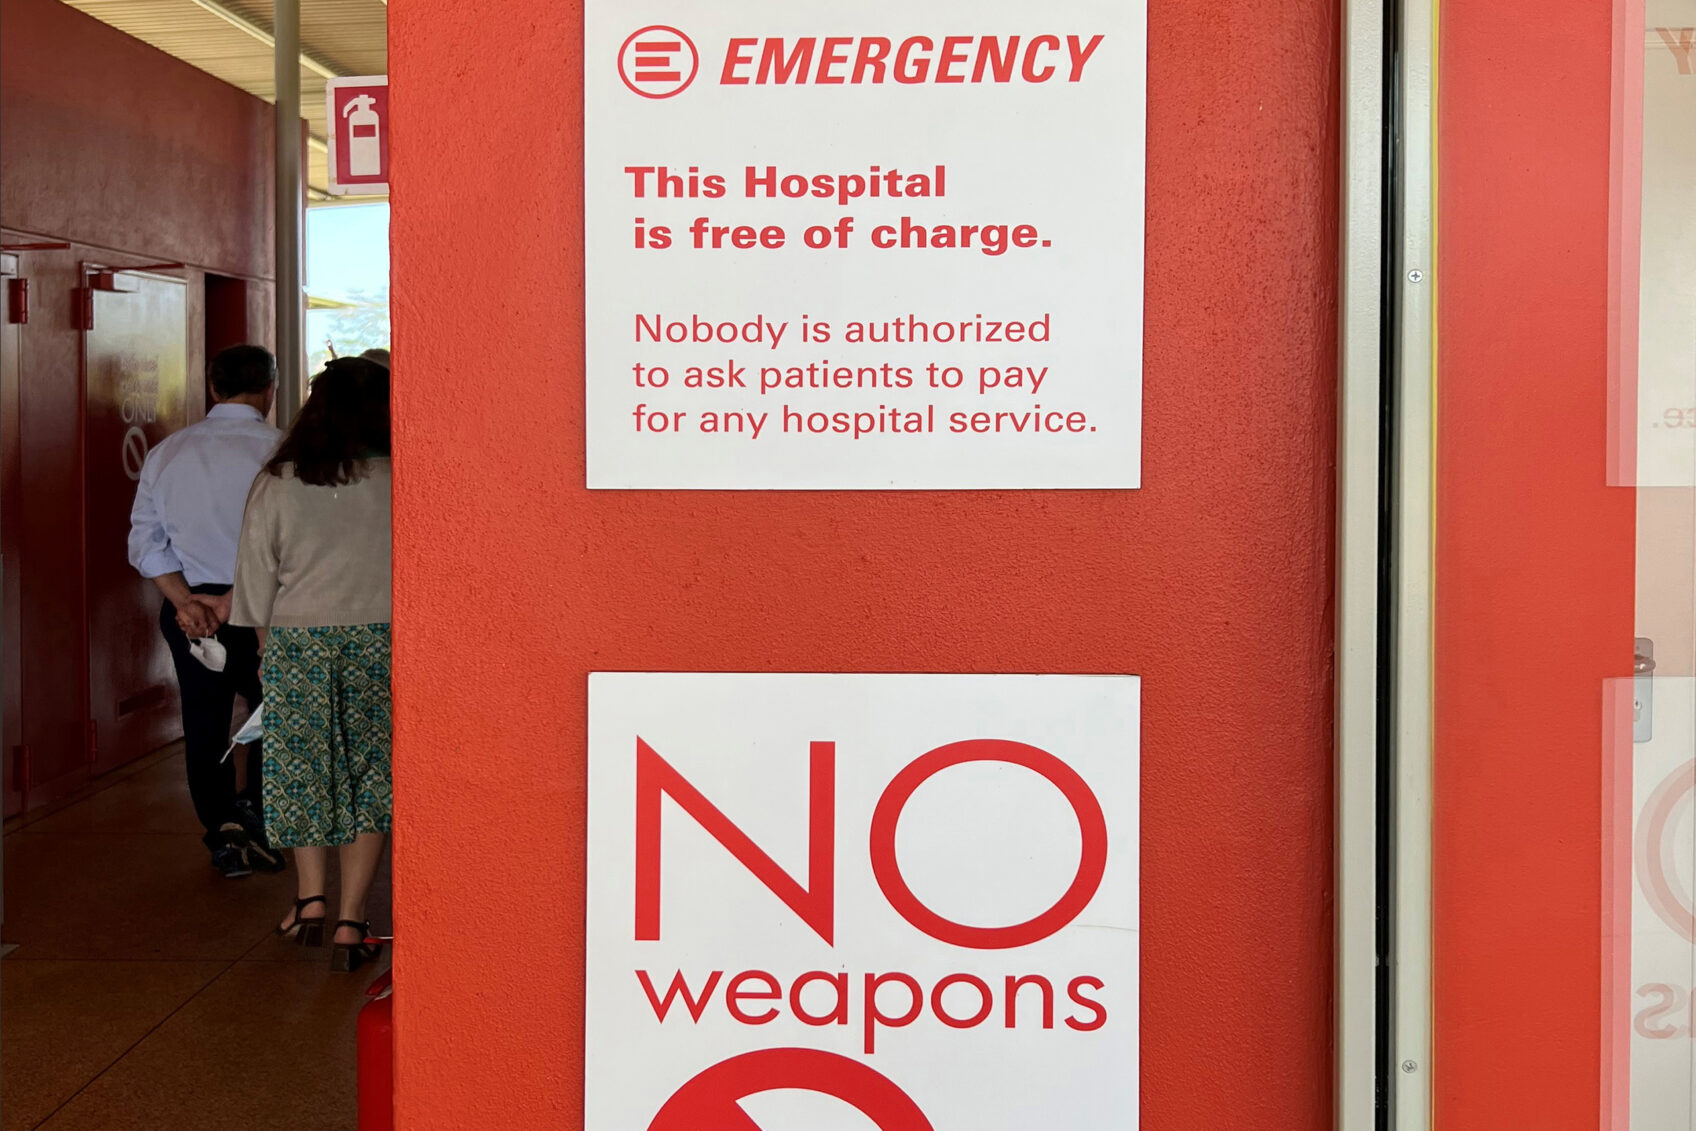 EMERGENCY
This Hospital
is free of charge.
Nobody is authorized
to ask patients to pay
for any hospital service.
NO
weapons
ONLY